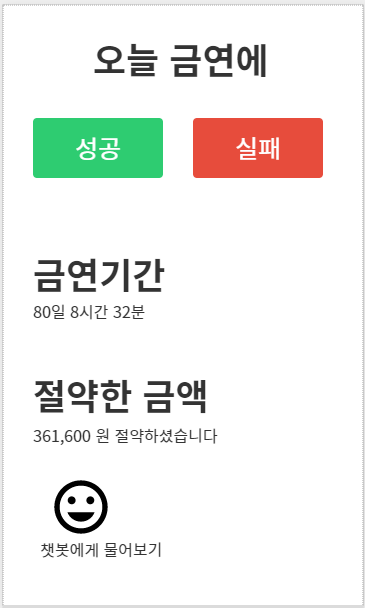 오늘 금연에
성공
실패
금연기간
80일 8시간 32분
절약한 금액
361,600 원 절약하셨습니다
챗봇에게 물어보기